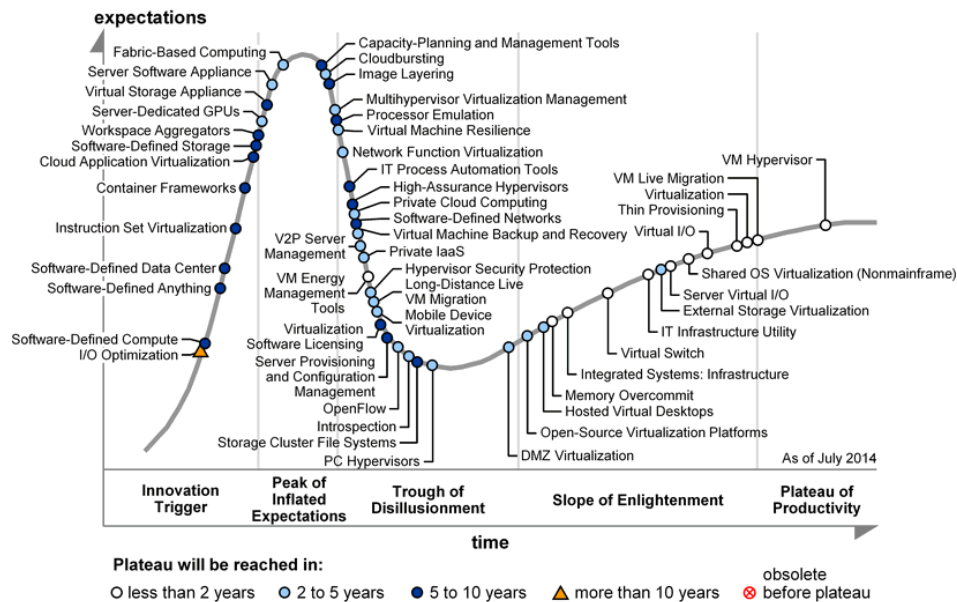 expectations
Fabric-Based Computing
Server Software Appliance
Virtual Storage Appliance
Server-Dedicated GPUs
Workspace Aggregators
Software-Defined Storage
Cloud Application Virtualization
Container Frameworks
Instruction Set Virtualization
Software-Defined Data Center
Software-Defined Anything
Software-Defined Compute
I/O Optimization
Capacity-Planning and Management Tools
Cloudbursting
Image Layering
Multihypervisor Virtualization Management
Processor Emulation
Virtual Machine Resilience
Network Function Virtualization
IT Process Automation Tools
High-Assurance Hypervisors
Private Cloud Computing
Software-Defined Networks
Virtual Machine Backup and Recovery
V2P Server
Management
Private IaaS
VM Energy
Management
Tools
Hypervisor Security Protection
Long-Distance Live
VM Migration
Mobile Device
Virtualization
Virtualization
Software Licensing
Server Provisioning
and Configuration
Management
OpenFlow
Introspection
Storage Cluster File Systems
PC Hypervisors
VM Hypervisor
VM Live Migration
Virtualization
Thin Provisioning
Virtual I/O
Shared OS Virtualization (Nonmainframe)
Server Virtual I/O
External Storage Virtualization
IT Infrastructure Utility
Virtual Switch
Integrated Systems: Infrastructure
Memory Overcommit
Hosted Virtual Desktops
Open-Source Virtualization Platforms
DMZ Virtualization
As of July 2014
Innovation
Trigger
Peak of
Inflated
Expectations
Trough of
Disillusionment
Slope of Enlightenment
Plateau of
Productivity
time
Plateau will be reached in:
less than 2 years
2 to 5 years
5 to 10 years
more than 10 years
obsolete
before plateau